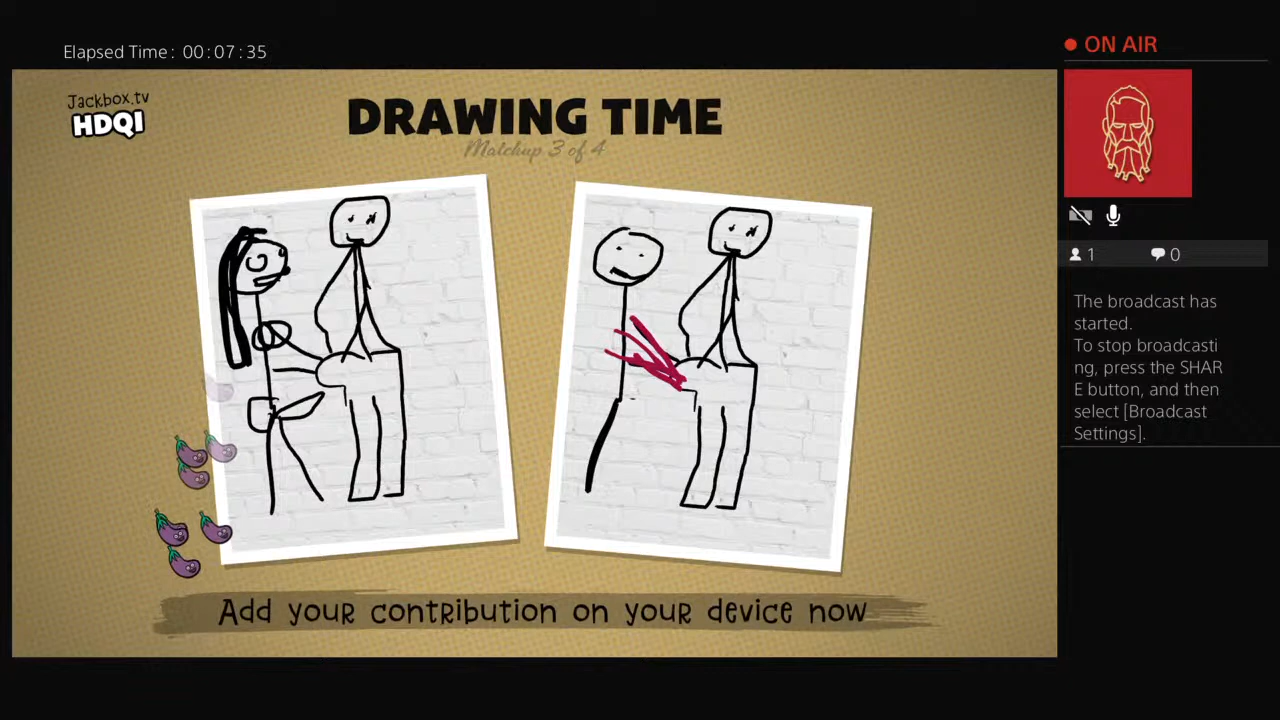 Elapsed Time: 00:07:35
ON AIR
Jackbox.tv
HDQI
DRAWING TIME
Matchup 3 of 4
1
0
The broadcast has
started.
To stop broadcasti
ng, press the SHAR
E button, and then
select [Broadcast
Settings].
Add your contribution on your device now